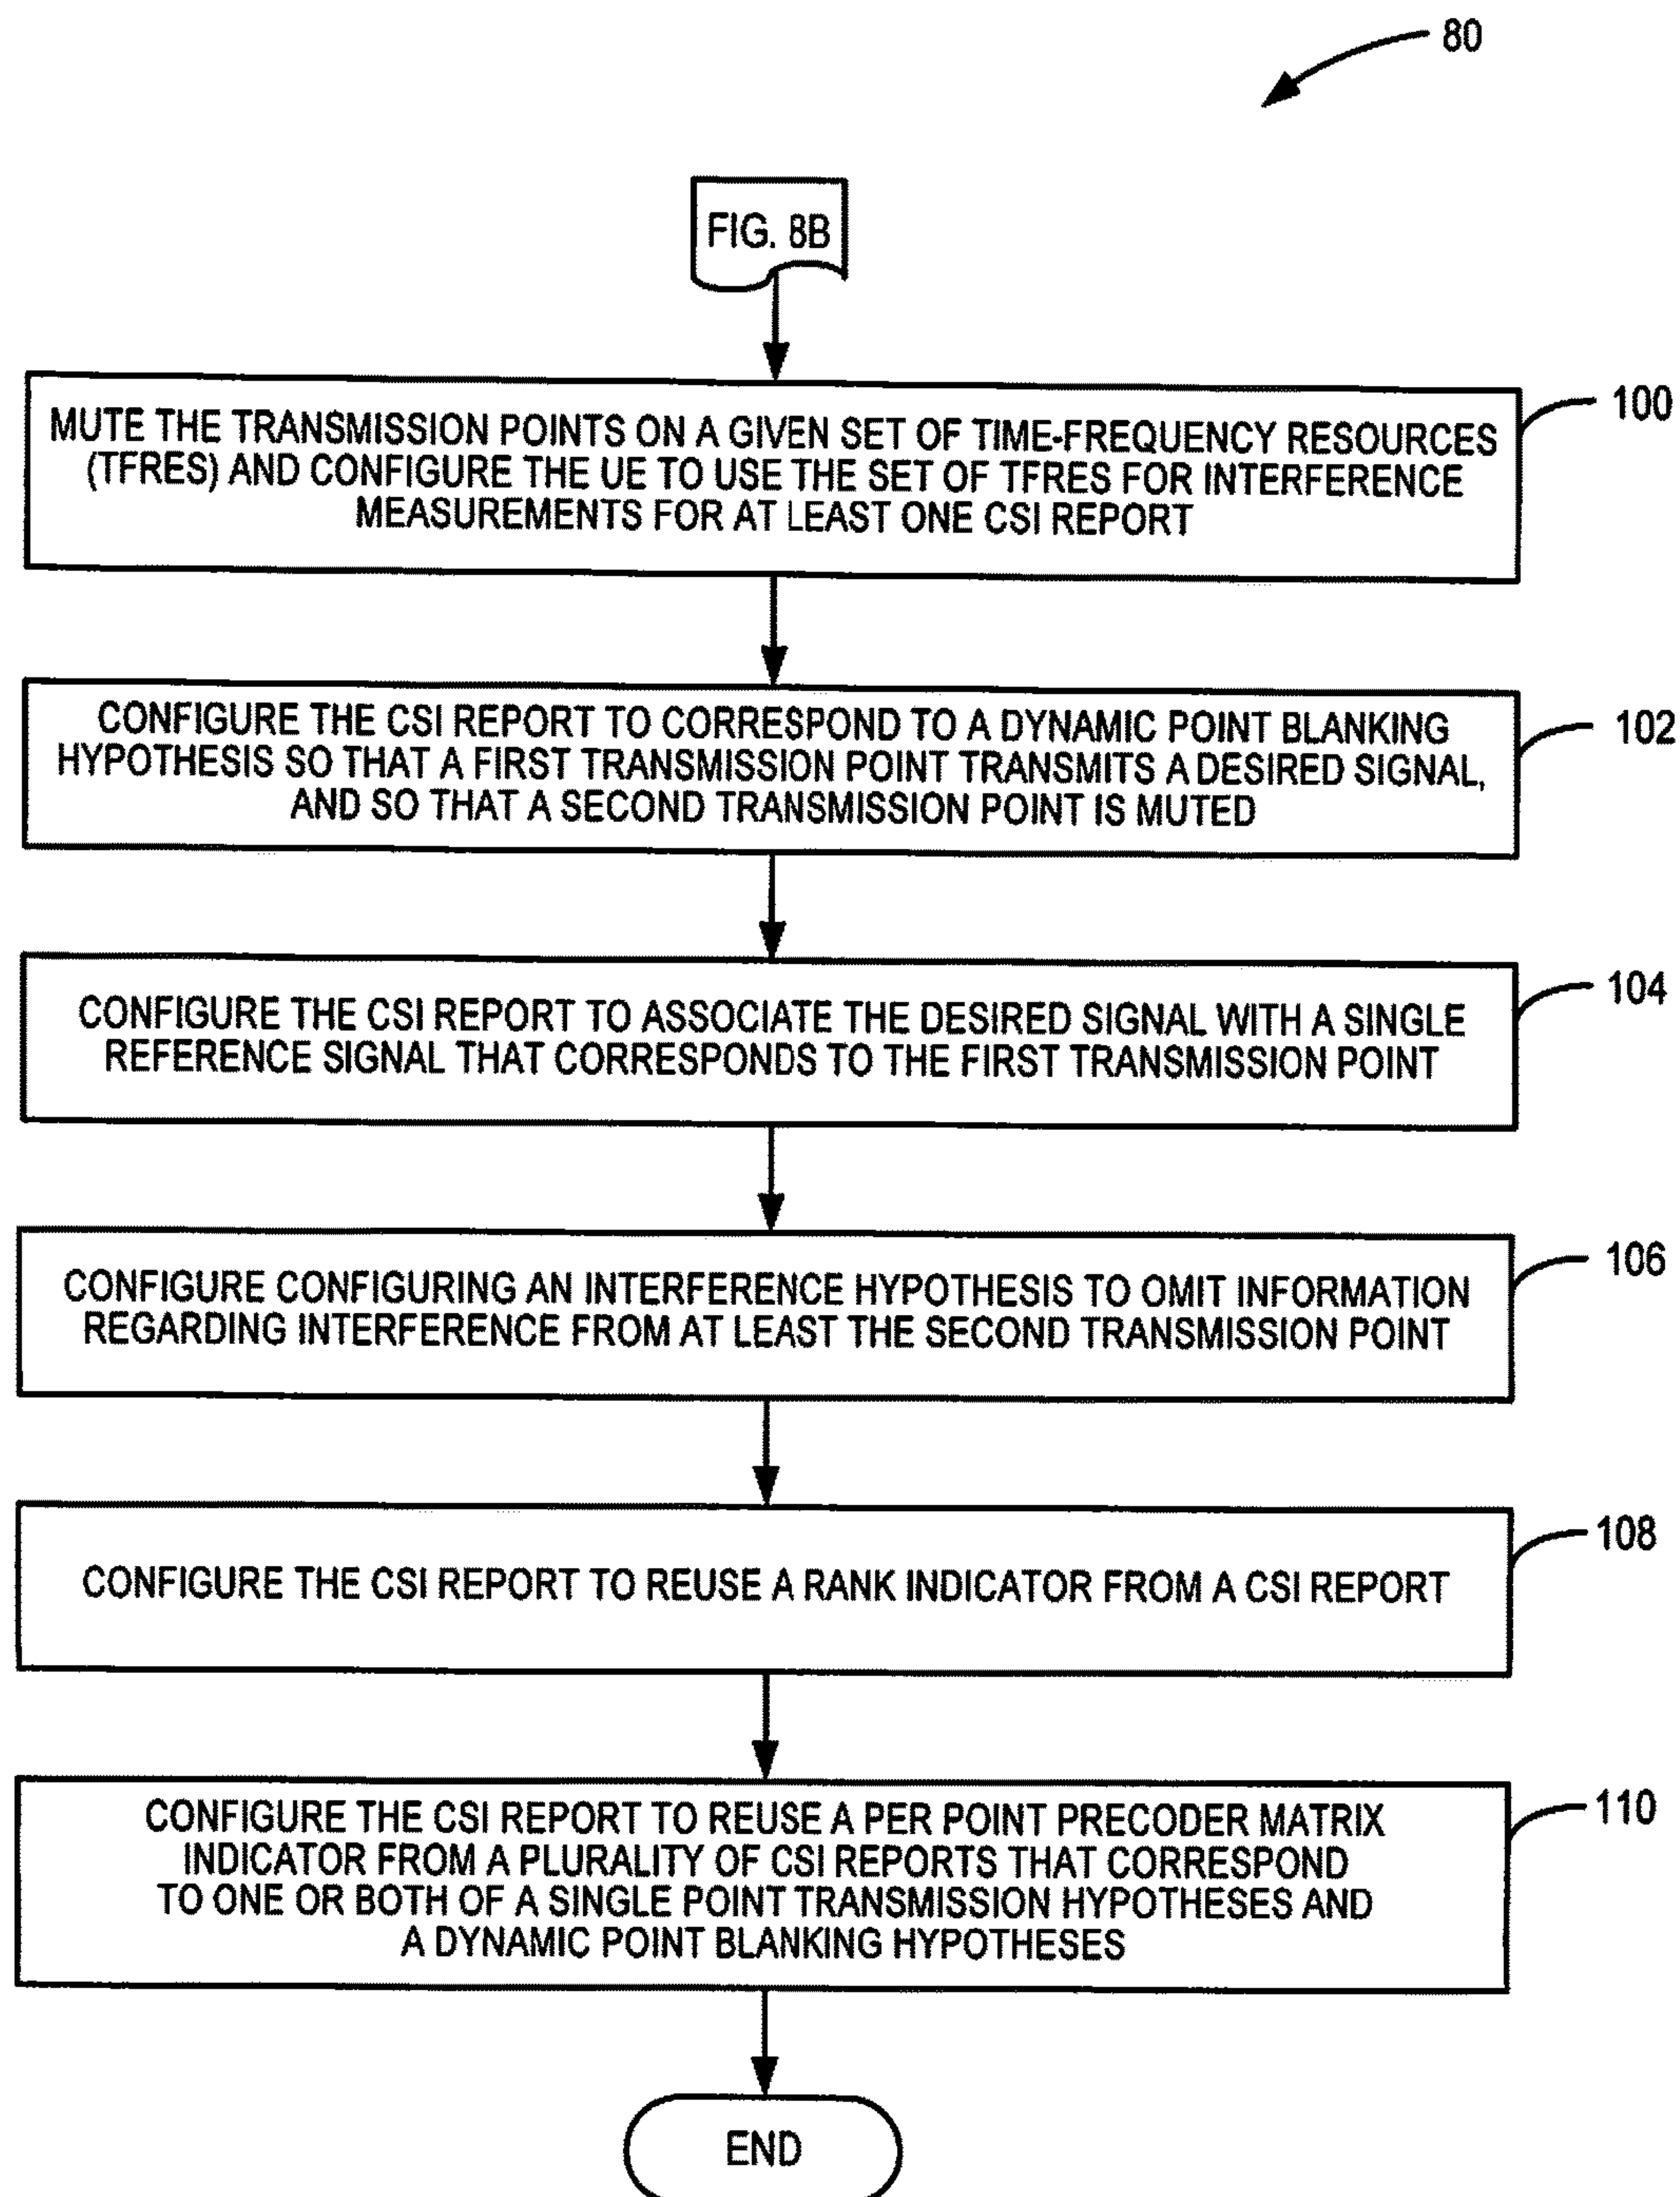 80
FIG. 8B
MUTE THE TRANSMISSION POINTS ON A GIVEN SET OF TIME-FREQUENCY RESOURCES
(TFRES) AND CONFIGURE THE UE TO USE THE SET OF TFRES FOR INTERFERENCE
MEASUREMENTS FOR AT LEAST ONE CSI REPORT
100
CONFIGURE THE CSI REPORT TO CORRESPOND TO A DYNAMIC POINT BLANKING
HYPOTHESIS SO THAT A FIRST TRANSMISSION POINT TRANSMITS A DESIRED SIGNAL,
AND SO THAT A SECOND TRANSMISSION POINT IS MUTED
102
CONFIGURE THE CSI REPORT TO ASSOCIATE THE DESIRED SIGNAL WITH A SINGLE
REFERENCE SIGNAL THAT CORRESPONDS TO THE FIRST TRANSMISSION POINT
104
CONFIGURE CONFIGURING AN INTERFERENCE HYPOTHESIS TO OMIT INFORMATION
REGARDING INTERFERENCE FROM AT LEAST THE SECOND TRANSMISSION POINT
106
CONFIGURE THE CSI REPORT TO REUSE A RANK INDICATOR FROM A CSI REPORT
108
CONFIGURE THE CSI REPORT TO REUSE A PER POINT PRECODER MATRIX
INDICATOR FROM A PLURALITY OF CSI REPORTS THAT CORRESPOND
TO ONE OR BOTH OF A SINGLE POINT TRANSMISSION HYPOTHESES AND
A DYNAMIC POINT BLANKING HYPOTHESES
110
END